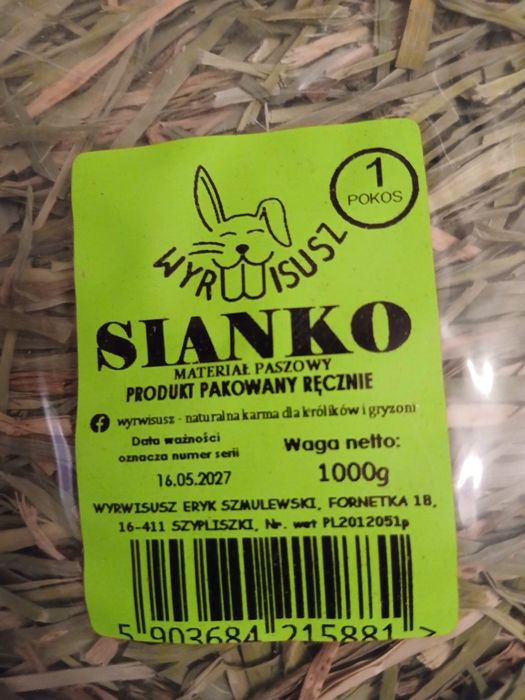 1
POKOS
WYRWISUSZ
SIANKO
MATERIAŁ PASZOWY
PRODUKT PAKOWANY RĘCZNIE
f wyrwisusz - naturalna karma dla królików i gryzoni
Data ważności
oznacza numer serii
16.05.2027
Waga netto:
1000g
WYRWISUSZ ERYK SZMULEWSKI, FORNETKA 18,
16-411 SZYPLISZKI, Nr. wet PL2012051p
5 903684 215881 >